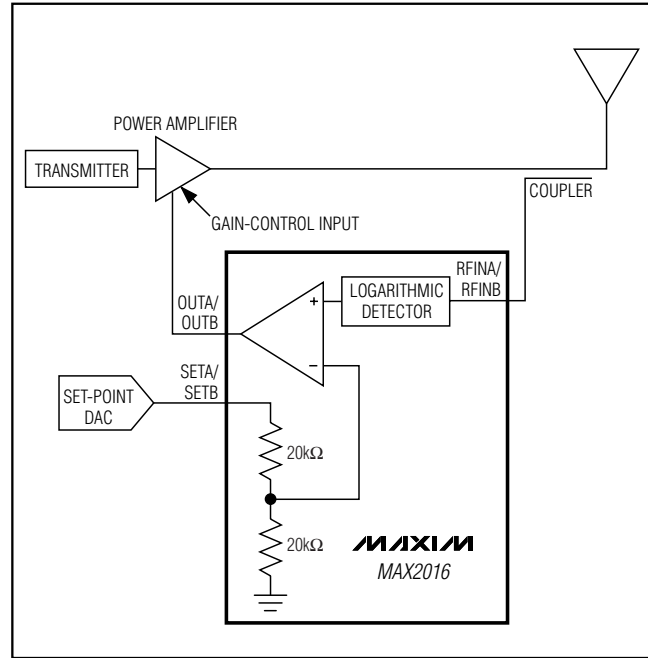 POWER AMPLIFIER
TRANSMITTER
GAIN-CONTROL INPUT
COUPLER
RFINA/
RFINB
LOGARITHMIC
DETECTOR
OUTA/
OUTB
+
−
SETA/
SETB
SET-POINT
DAC
20kΩ
20kΩ
MAXIM
MAX2016